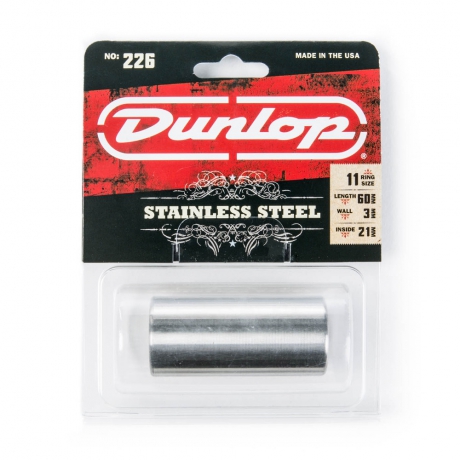 NO: 226
MADE IN THE USA
DUNLOP®
STAINLESS STEEL
11 RING SIZE
LENGTH 60 MM
WALL 3 MM
INSIDE 21 MM